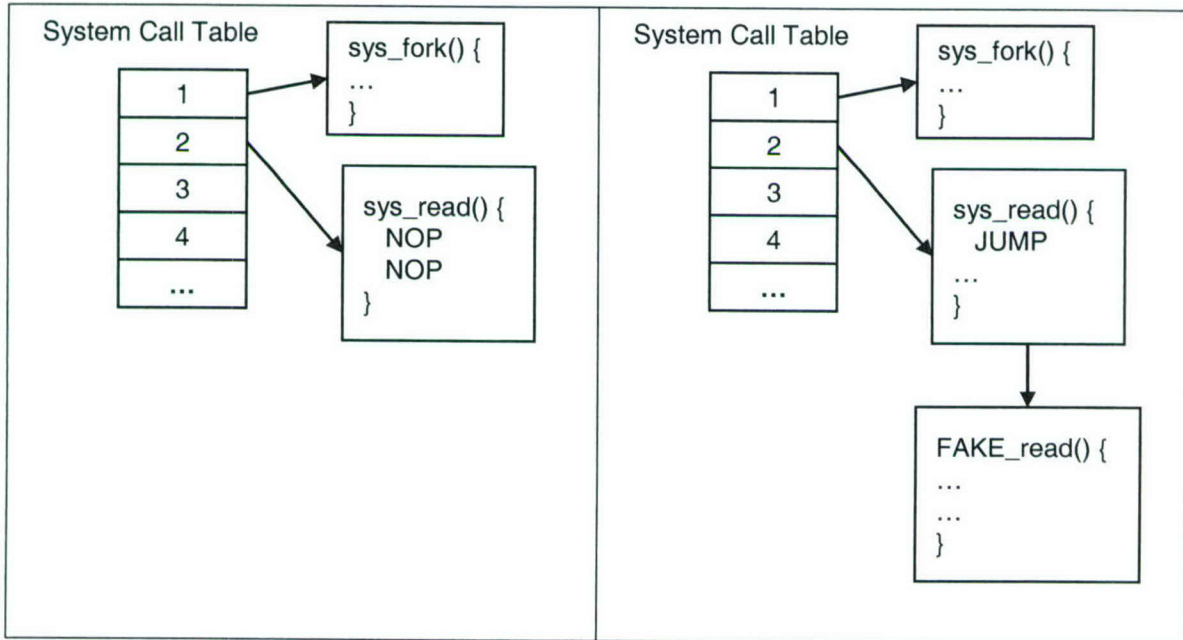 System Call Table
1
2
3
4
...
sys_fork() {
...
}
sys_read() {
NOP
NOP
}
System Call Table
1
2
3
4
...
sys_fork() {
...
}
sys_read() {
JUMP
...
}
FAKE_read() {
...
...
}